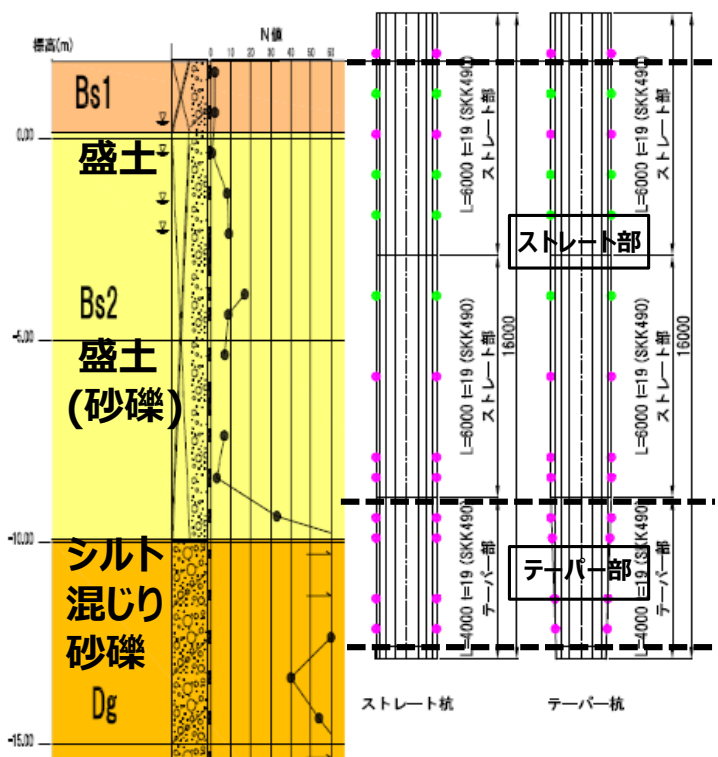 標高(m)
N値
0 10 20 30 40 50 60
Bs1
0.00
盛土
Bs2
-5.00
盛土
(砂礫)
-10.00
シルト
混じり
砂礫
Dg
-15.00
L=6000 t=19 (SKK490)
ストレート部
L=6000 t=19 (SKK490)
ストレート部
16000
L=4000 t=19 (SKK490)
テーパー部
ストレート杭
L=6000 t=19 (SKK490)
ストレート部
ストレート部
L=6000 t=19 (SKK490)
ストレート部
16000
テーパー部
L=4000 t=19 (SKK490)
テーパー部
テーパー杭